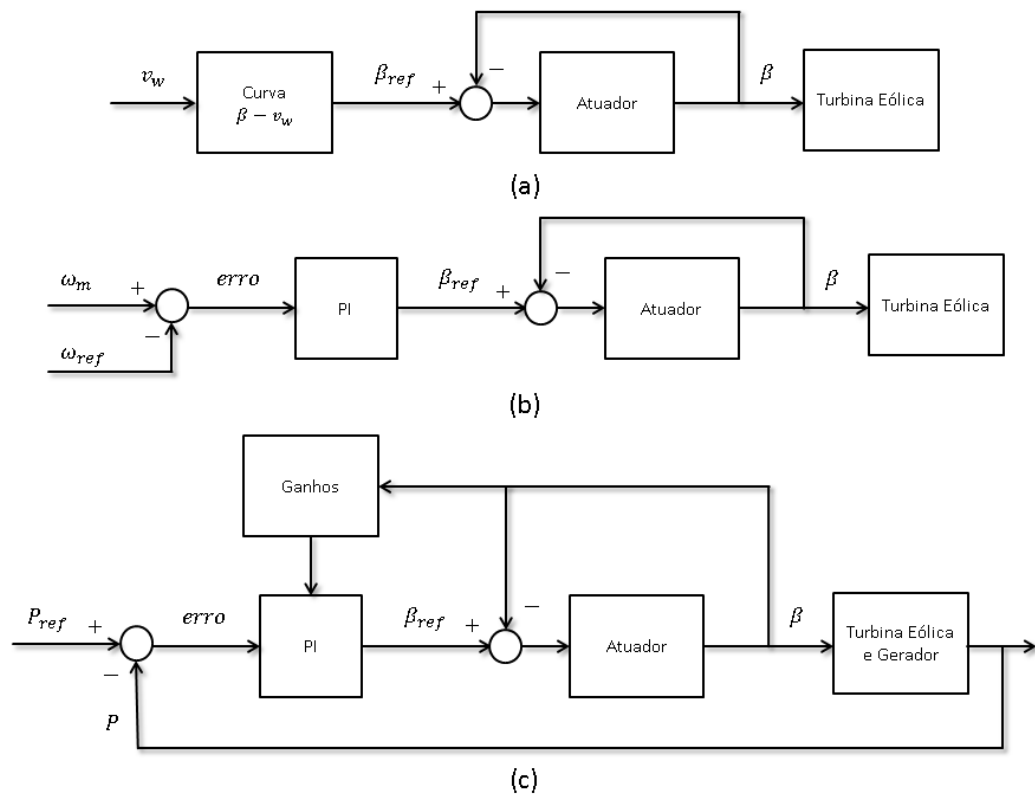 v_w
Curva
β − v_w
β_ref
+
−
Atuador
β
Turbina Eólica
(a)
ω_m
+
−
ω_ref
erro
PI
β_ref
+
−
Atuador
β
Turbina Eólica
(b)
Ganhos
P_ref
+
−
P
erro
PI
β_ref
+
−
Atuador
β
Turbina Eólica
e Gerador
(c)